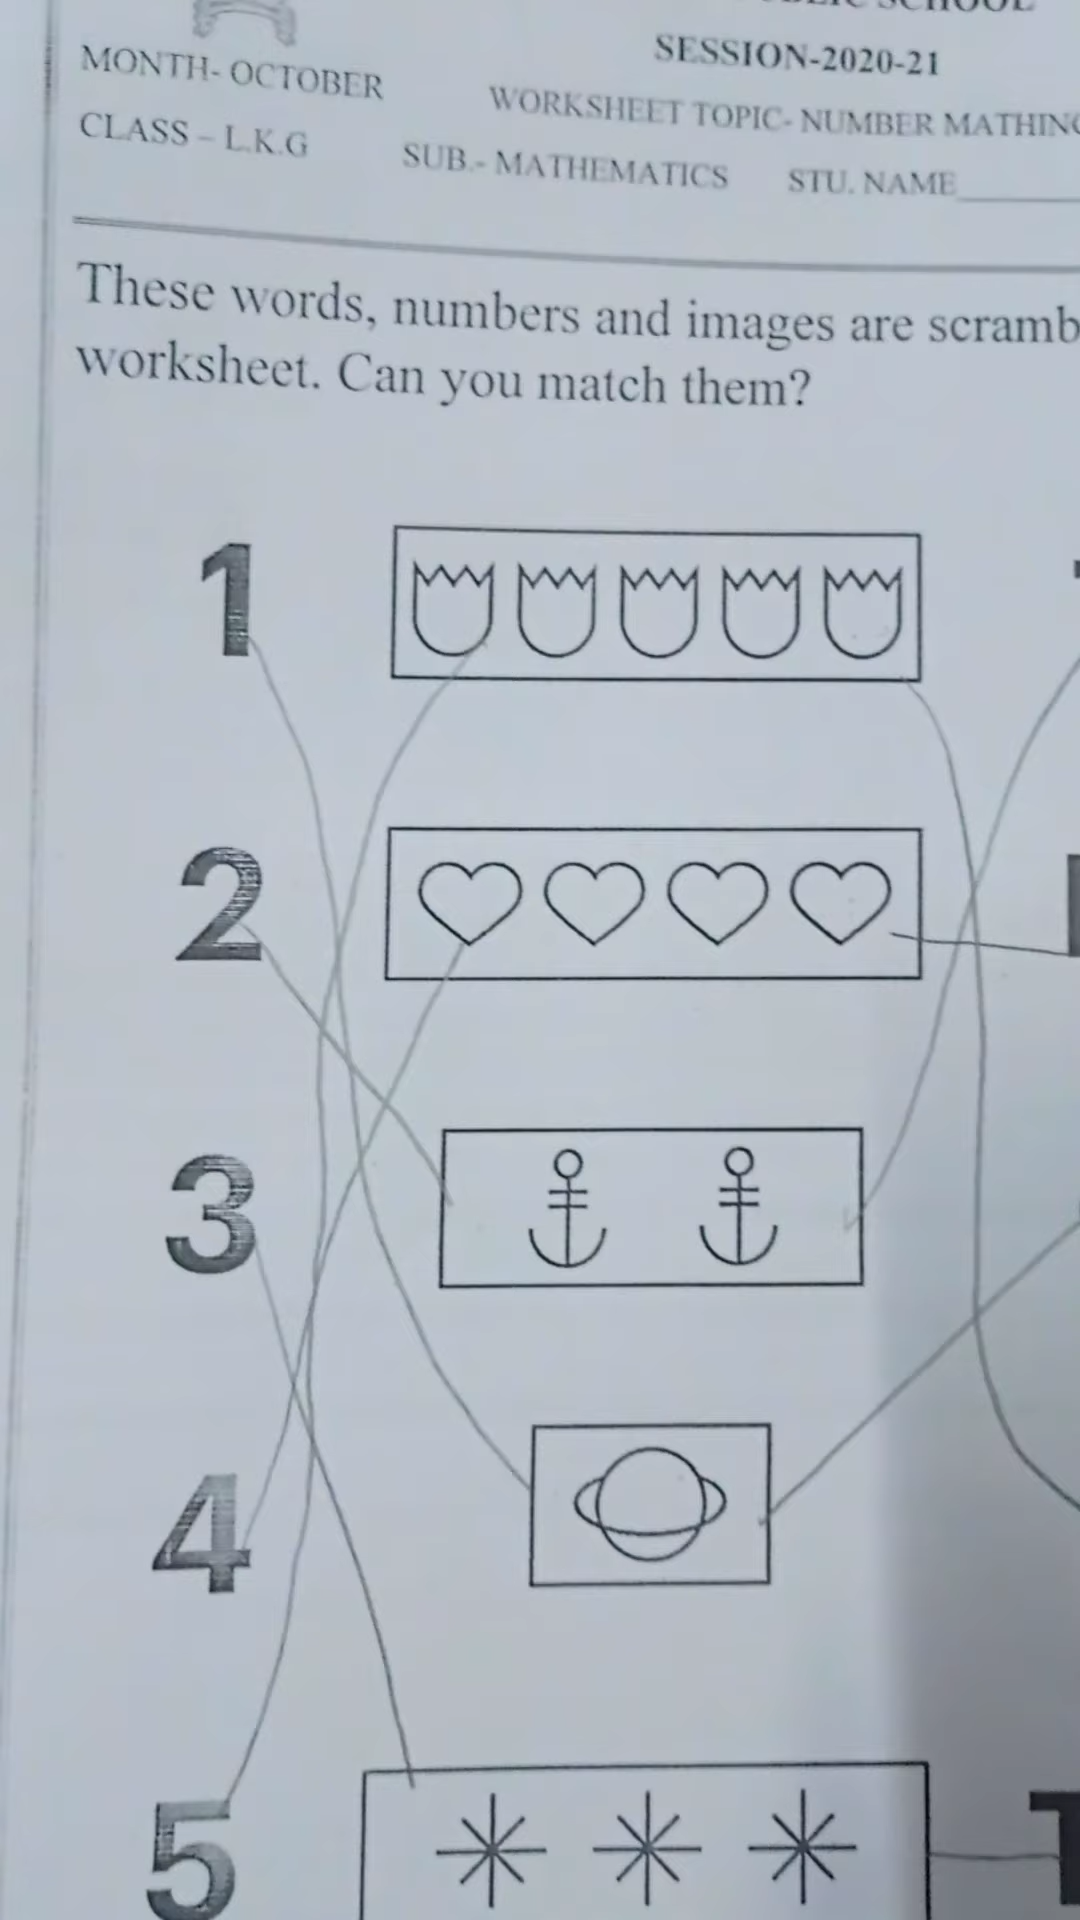 SCHOOL
SESSION-2020-21
MONTH- OCTOBER
WORKSHEET TOPIC- NUMBER MATHING
CLASS – L.K.G
SUB.- MATHEMATICS
STU. NAME
These words, numbers and images are scramb
worksheet. Can you match them?
1
2
3
4
5
T